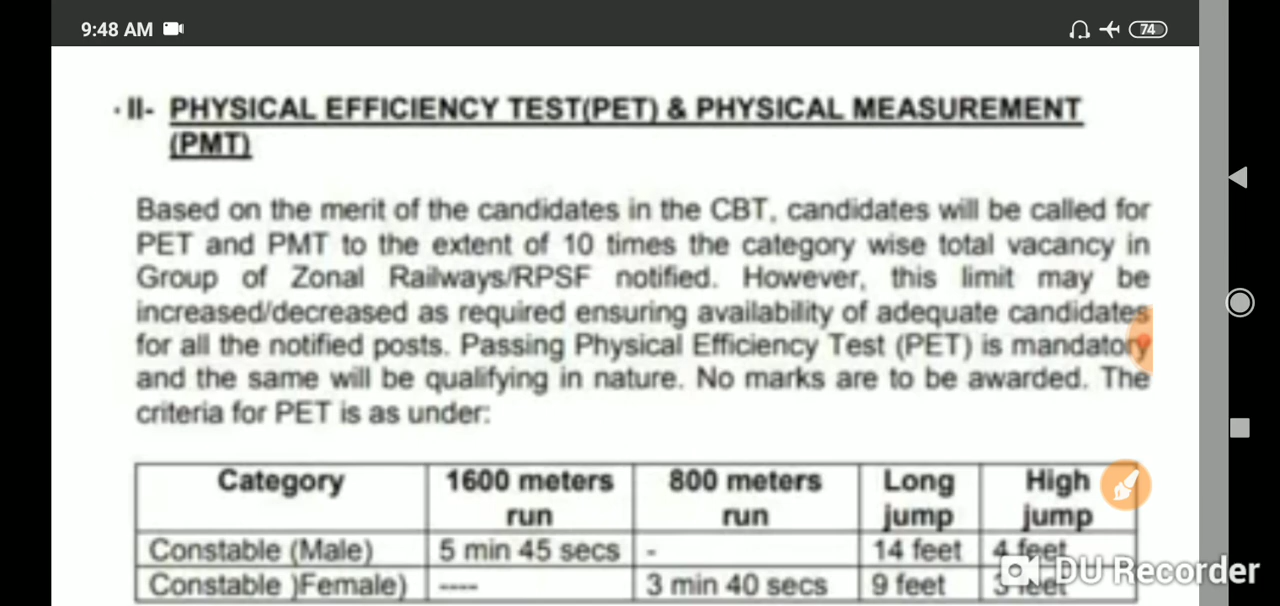 9:48 AM
74
· II- PHYSICAL EFFICIENCY TEST(PET) & PHYSICAL MEASUREMENT
(PMT)
Based on the merit of the candidates in the CBT, candidates will be called for
PET and PMT to the extent of 10 times the category wise total vacancy in
Group of Zonal Railways/RPSF notified. However, this limit may be
increased/decreased as required ensuring availability of adequate candidates
for all the notified posts. Passing Physical Efficiency Test (PET) is mandatory
and the same will be qualifying in nature. No marks are to be awarded. The
criteria for PET is as under:
Category 1600 meters run 800 meters run Long jump High jump
Constable (Male) 5 min 45 secs - 14 feet 4 feet
Constable )Female) ---- 3 min 40 secs 9 feet 3 feet
DU Recorder